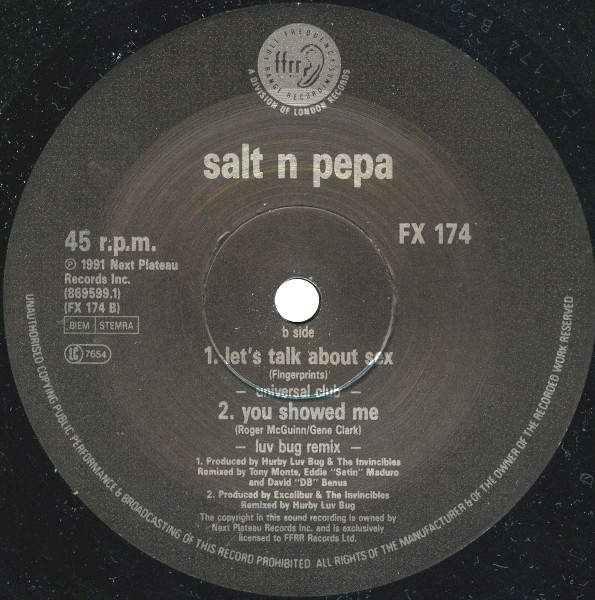 FULL FREQUENCY
ffrr
RANGE RECORDINGS
A DIVISION OF LONDON RECORDS
salt n pepa
45 r.p.m.
FX 174
℗ 1991 Next Plateau
Records Inc.
(869599.1)
(FX 174 B)
BIEM STEMRA
LC 7654
b side
1. let's talk about sex
(Fingerprints)
– universal club –
2. you showed me
(Roger McGuinn/Gene Clark)
– luv bug remix –
1. Produced by Hurby Luv Bug & The Invincibles
Remixed by Tony Monte, Eddie "Satin" Maduro
and David "DB" Benus
2. Produced by Excalibur & The Invincibles
Remixed by Hurby Luv Bug
The copyright in this sound recording is owned by
Next Plateau Records Inc. and is exclusively
licensed to FFRR Records Ltd.
UNAUTHORISED COPYING PUBLIC PERFORMANCE & BROADCASTING OF THIS RECORD PROHIBITED ALL RIGHTS OF THE MANUFACTURER & OF THE OWNER OF THE RECORDED WORK RESERVED